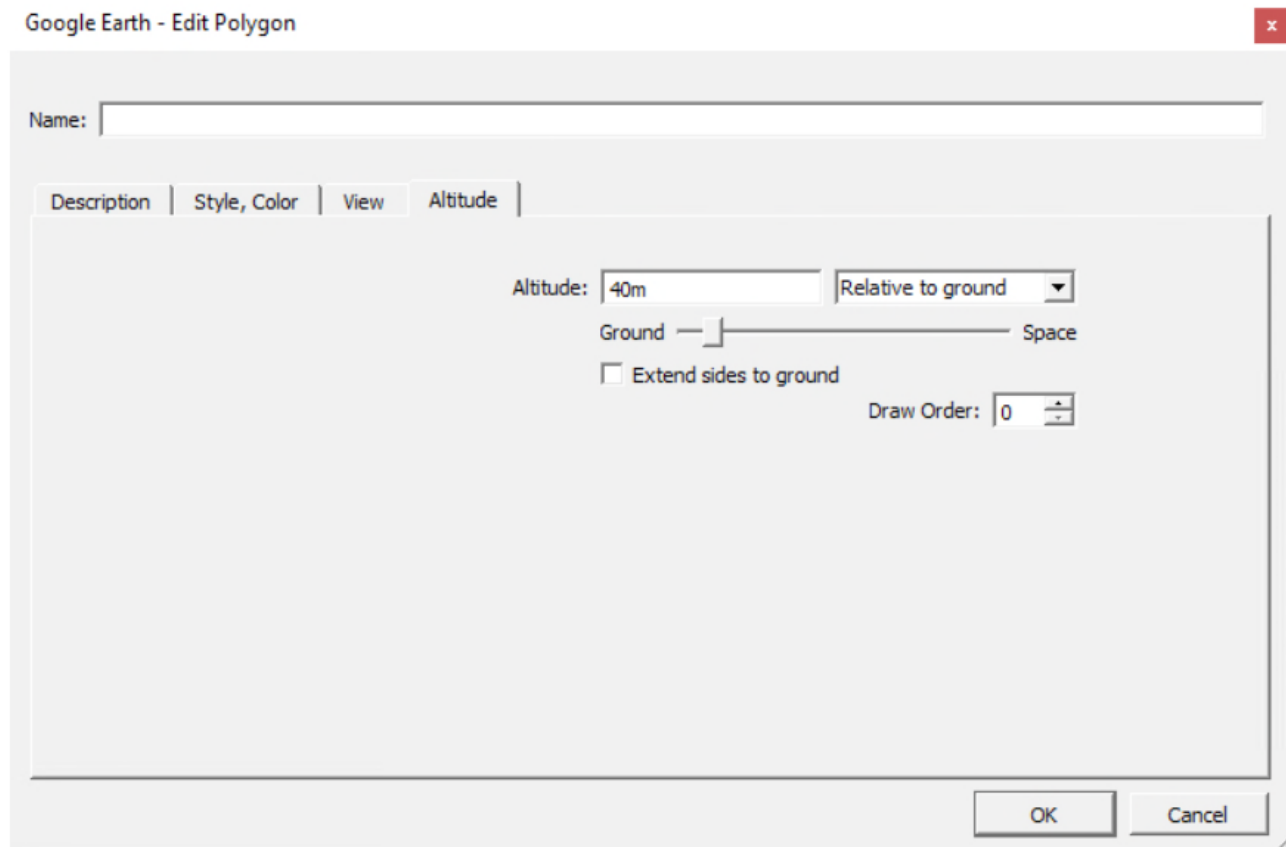 Google Earth - Edit Polygon
x
Name:
Description Style, Color View Altitude
Altitude: 40m Relative to ground
Ground Space
Extend sides to ground
Draw Order: 0
OK Cancel